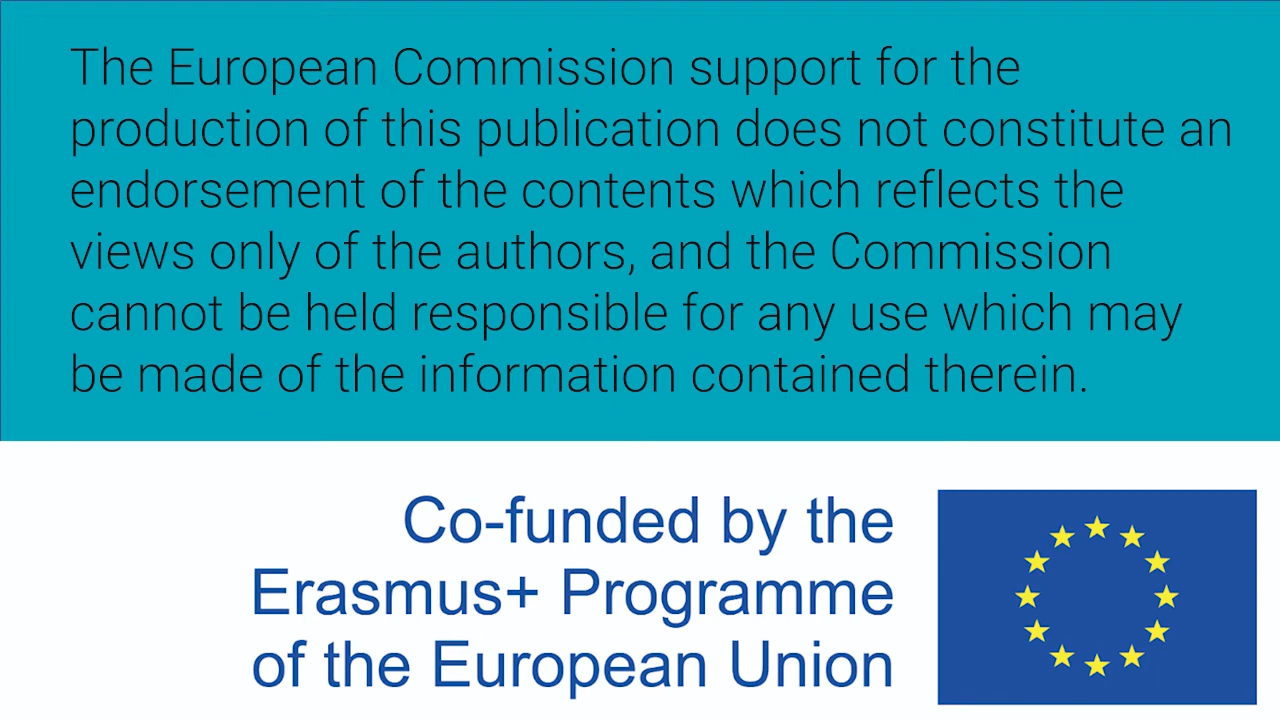 The European Commission support for the
production of this publication does not constitute an
endorsement of the contents which reflects the
views only of the authors, and the Commission
cannot be held responsible for any use which may
be made of the information contained therein.
Co-funded by the
Erasmus+ Programme
of the European Union